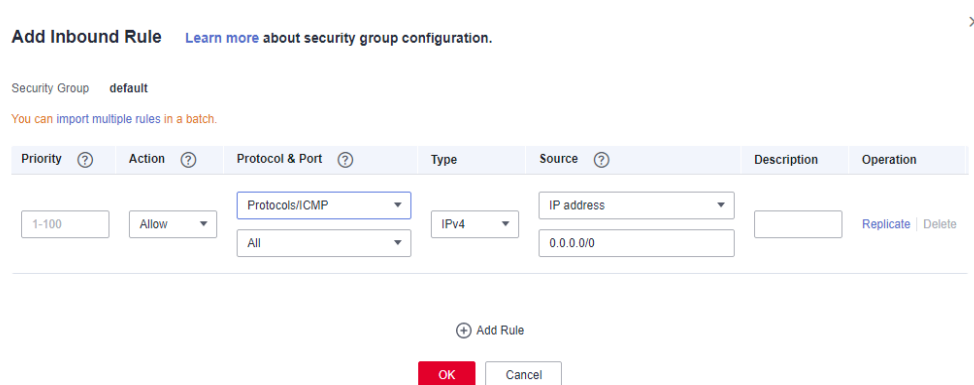 Add Inbound Rule Learn more about security group configuration.
Security Group default
You can import multiple rules in a batch.
Priority ? Action ? Protocol & Port ? Type Source ? Description Operation
Protocols/ICMP IP address
1-100 Allow IPv4 Replicate Delete
All 0.0.0.0/0
Add Rule
OK Cancel